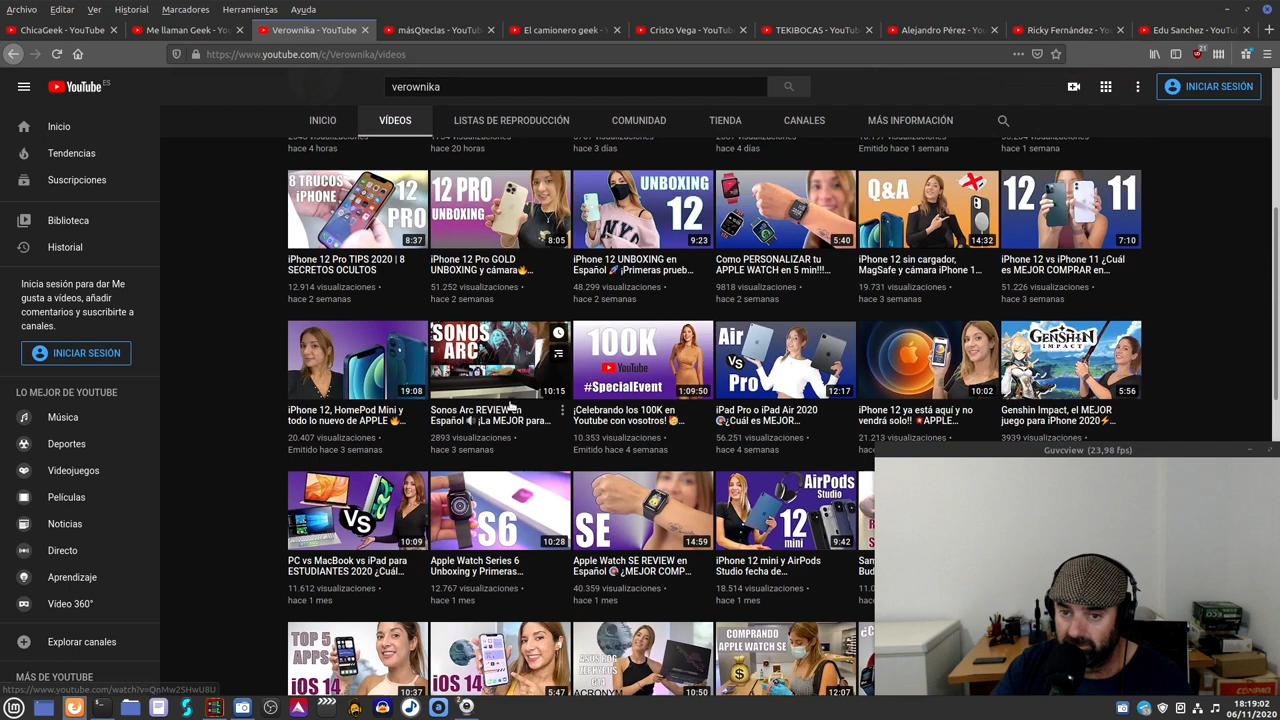 Archivo Editar Ver Historial Marcadores Herramientas Ayuda
ChicaGeek - YouTube
Me llaman Geek - YouT
Verownika - YouTube
másQteclas - YouTube
El camionero geek - Yo
Cristo Vega - YouTube
TEKIBOCAS - YouTube
Alejandro Pérez - YouT
Ricky Fernández - You
Edu Sanchez - YouTube
https://www.youtube.com/c/Verownika/videos
21
YouTube ES
verownika
INICIAR SESIÓN
INICIO VÍDEOS LISTAS DE REPRODUCCIÓN COMUNIDAD TIENDA CANALES MÁS INFORMACIÓN
Inicio
Tendencias
Suscripciones
Biblioteca
Historial
Inicia sesión para dar Me
gusta a vídeos, añadir
comentarios y suscribirte a
canales.
INICIAR SESIÓN
LO MEJOR DE YOUTUBE
Música
Deportes
Videojuegos
Películas
Noticias
Directo
Aprendizaje
Vídeo 360°
Explorar canales
MÁS DE YOUTUBE
hace 4 horas
hace 20 horas
hace 3 días
hace 4 días
Emitido hace 1 semana
hace 1 semana
8 TRUCOS
iPHONE
12
PRO
8:37
iPhone 12 Pro TIPS 2020 | 8
SECRETOS OCULTOS
12.914 visualizaciones •
hace 2 semanas
12 PRO
UNBOXING
8:05
iPhone 12 Pro GOLD
UNBOXING y cámara🔥...
51.252 visualizaciones •
hace 2 semanas
UNBOXING
12
9:23
iPhone 12 UNBOXING en
Español 🚀 ¡Primeras prueb...
48.299 visualizaciones •
hace 2 semanas
5:40
Como PERSONALIZAR tu
APPLE WATCH en 5 min!!!...
9818 visualizaciones •
hace 2 semanas
Q&A
14:32
iPhone 12 sin cargador,
MagSafe y cámara iPhone 1...
19.731 visualizaciones •
hace 3 semanas
12 11
7:10
iPhone 12 vs iPhone 11 ¿Cuál
es MEJOR COMPRAR en...
51.226 visualizaciones •
hace 3 semanas
19:08
iPhone 12, HomePod Mini y
todo lo nuevo de APPLE 🔥...
20.407 visualizaciones •
Emitido hace 3 semanas
SONOS
ARC
10:15
Sonos Arc REVIEW en
Español 🔊 ¡La MEJOR para...
2893 visualizaciones •
hace 3 semanas
100K
YouTube
#SpecialEvent
1:09:50
¡Celebrando los 100K en
Youtube con vosotros! 🥳
10.353 visualizaciones •
Emitido hace 4 semanas
Air
VS
Pro
12:17
iPad Pro o iPad Air 2020
🎯¿Cuál es MEJOR...
56.251 visualizaciones •
hace 4 semanas
10:02
iPhone 12 ya está aquí y no
vendrá solo!! 💥APPLE...
21.213 visualizaciones •
GENSHIN
IMPACT
5:56
Genshin Impact, el MEJOR
juego para iPhone 2020⚡...
3939 visualizaciones •
VS
10:09
PC vs MacBook vs iPad para
ESTUDIANTES 2020 ¿Cuál...
11.612 visualizaciones •
hace 1 mes
S6
10:28
Apple Watch Series 6
Unboxing y Primeras...
12.767 visualizaciones •
hace 1 mes
SE
14:59
Apple Watch SE REVIEW en
Español 🎯 ¿MEJOR COMP...
40.359 visualizaciones •
hace 1 mes
AirPods
Studio
12
mini
9:42
iPhone 12 mini y AirPods
Studio fecha de...
18.514 visualizaciones •
hace 1 mes
Guvcview (23,98 fps)
TOP 5
APPS
iOS 14
10:37
iOS 14
5:47
ASUS ROG
ZEPHYRUS G14
ACRONYM
10:50
COMPRANDO
APPLE WATCH SE
12:07
https://www.youtube.com/watch?v=QnMw2SHwU8U
18:19:02
06/11/2020